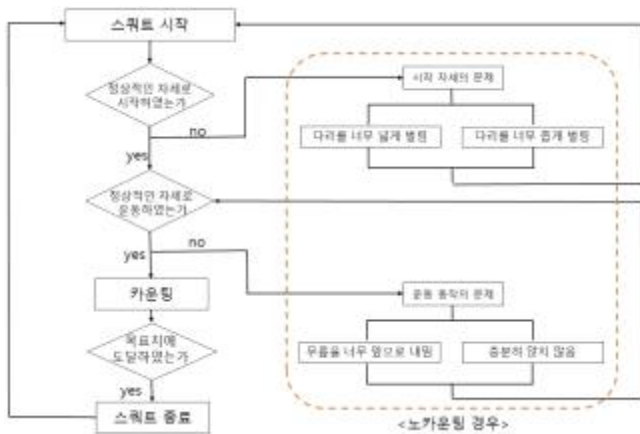 스쿼트 시작
정상적인 자세로
시작하였는가
no
yes
시작 자세의 문제
다리를 너무 넓게 벌림
다리를 너무 좁게 벌림
정상적인 자세로
운동하였는가
no
yes
운동 동작의 문제
카운팅
무릎을 너무 앞으로 내밈
충분히 앉지 않음
목표치에
도달하였는가
yes
스쿼트 종료
<노카운팅 경우>